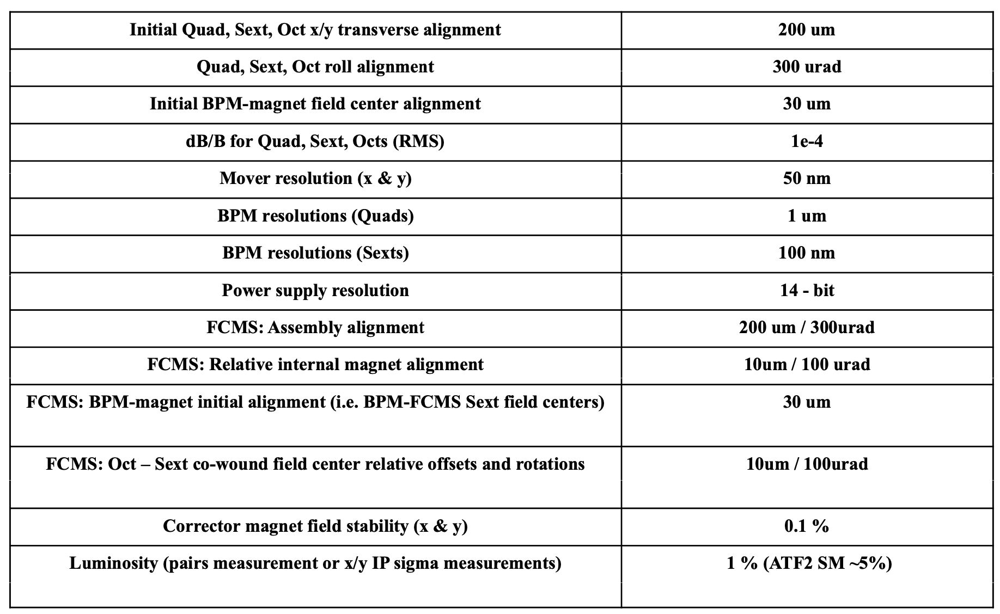 Initial Quad, Sext, Oct x/y transverse alignment 200 um
Quad, Sext, Oct roll alignment 300 urad
Initial BPM-magnet field center alignment 30 um
dB/B for Quad, Sext, Octs (RMS) 1e-4
Mover resolution (x & y) 50 nm
BPM resolutions (Quads) 1 um
BPM resolutions (Sexts) 100 nm
Power supply resolution 14 - bit
FCMS: Assembly alignment 200 um / 300urad
FCMS: Relative internal magnet alignment 10um / 100 urad
FCMS: BPM-magnet initial alignment (i.e. BPM-FCMS Sext field centers) 30 um
FCMS: Oct – Sext co-wound field center relative offsets and rotations 10um / 100urad
Corrector magnet field stability (x & y) 0.1 %
Luminosity (pairs measurement or x/y IP sigma measurements) 1 % (ATF2 SM ~5%)